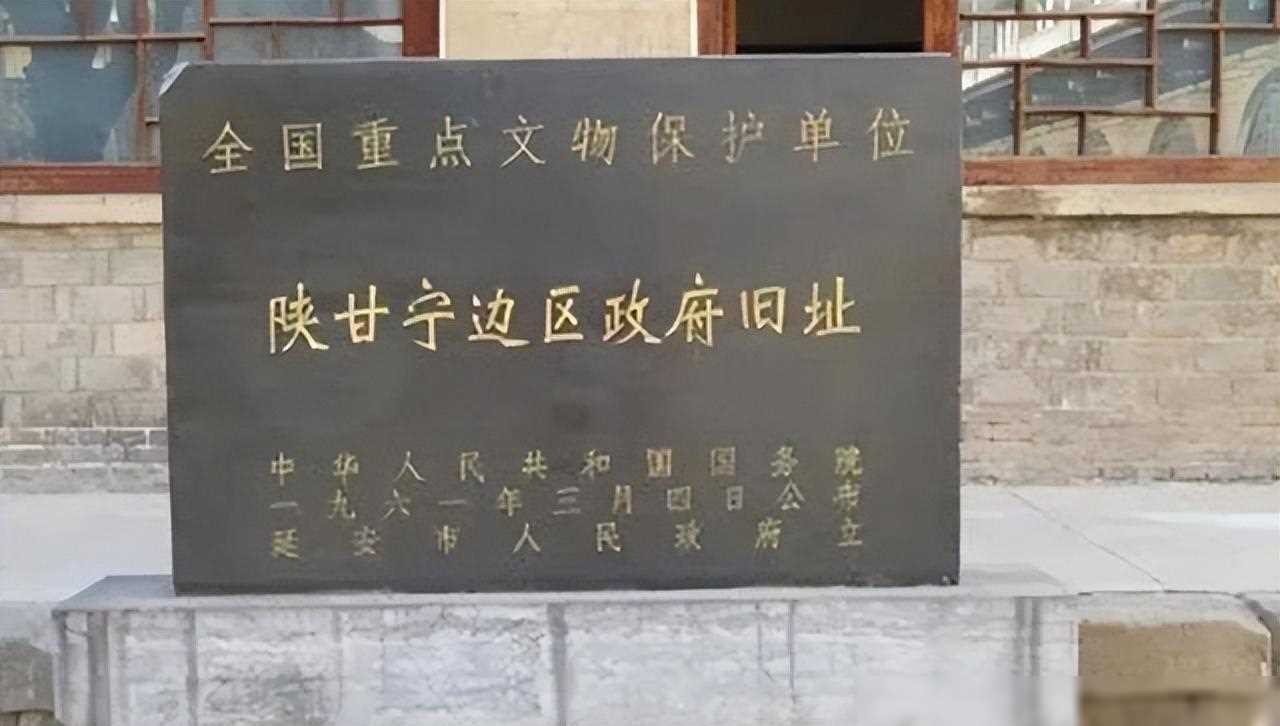 全国重点文物保护单位
陕甘宁边区政府旧址
中华人民共和国国务院
一九六一年三月四日公布
延安市人民政府立